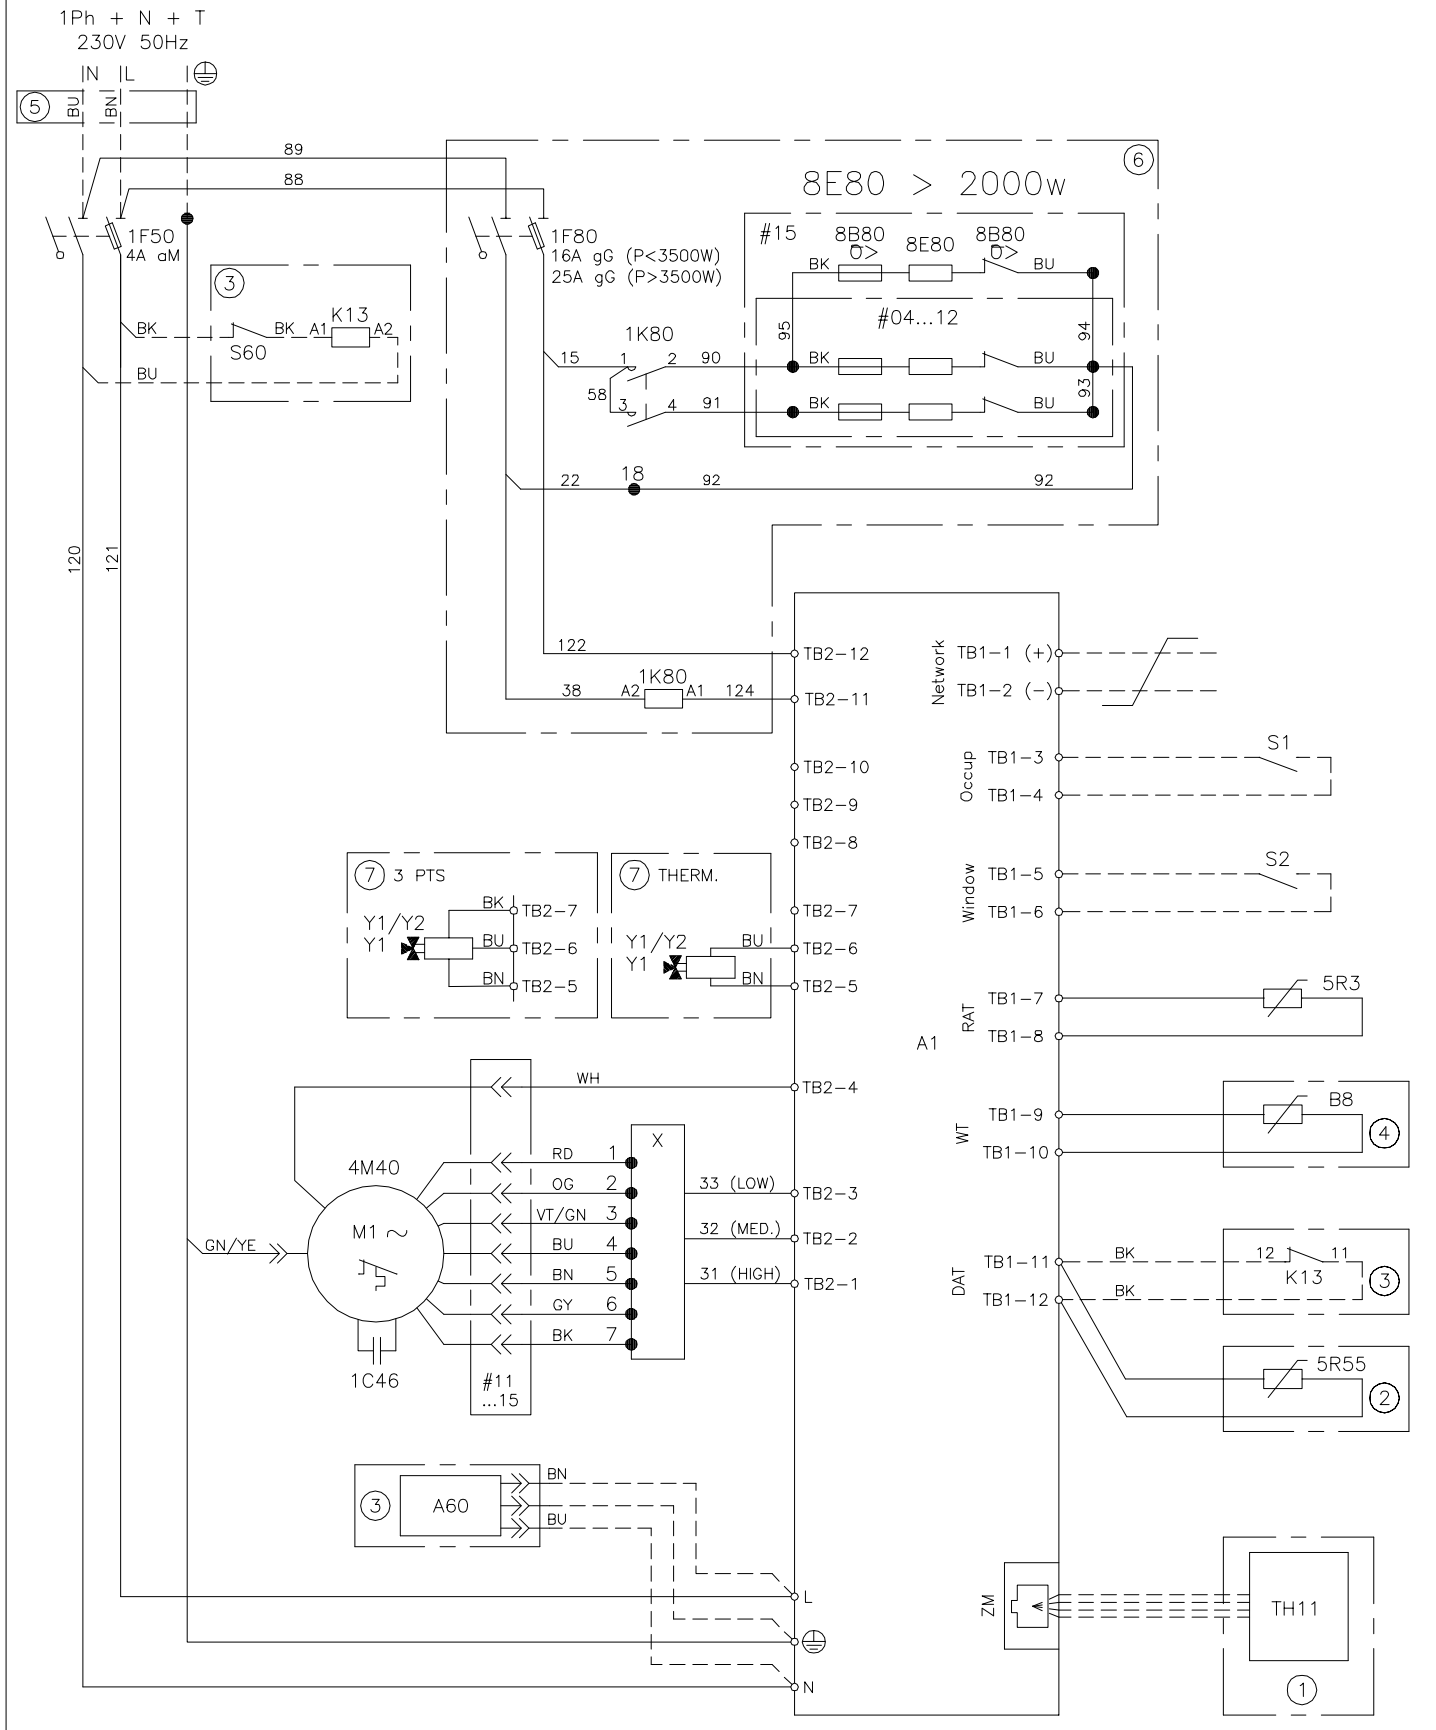 1Ph + N + T
230V 50Hz
N L
5 BU BN
89
88
6
8E80 > 2000w
1F50
4A aM
1F80
16A gG (P<3500W)
25A gG (P>3500W)
#15 8B80 8E80 8B80
BK BU
#04...12
95 94
3
K13
BK BK A1 A2
S60
BU
1K80
15 1 2 90 BK BU
58 93
3 4 91 BK BU
18
22 92 92
120 121
122 TB2-12
1K80
38 A2 A1 124 TB2-11
TB2-10
TB2-9
TB2-8
Network TB1-1 (+)
TB1-2 (-)
Occup TB1-3 S1
TB1-4
Window TB1-5 S2
TB1-6
RAT TB1-7 5R3
TB1-8
A1
WT TB1-9 B8
TB1-10 4
DAT TB1-11 BK 12 11
K13 3
TB1-12 BK
5R55
2
7 3 PTS
Y1/Y2
Y1
BK TB2-7
BU TB2-6
BN TB2-5
7 THERM.
Y1/Y2
Y1
TB2-7
BU TB2-6
BN TB2-5
WH TB2-4
4M40
M1
GN/YE
1C46
RD 1
OG 2
VT/GN 3
BU 4
BN 5
GY 6
BK 7
X
33 (LOW) TB2-3
32 (MED.) TB2-2
31 (HIGH) TB2-1
#11
...15
3 A60
BN
BU
L
N
ZM
TH11
1